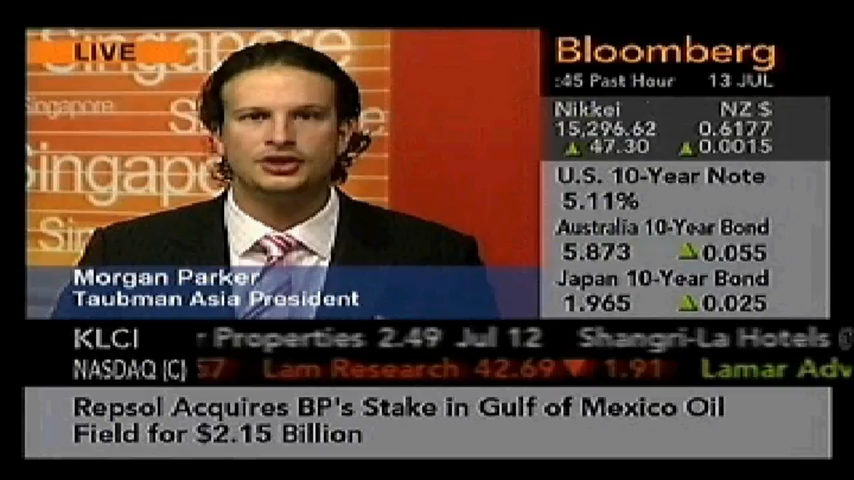 LIVE
Singapore
Singapore
Singapore
Bloomberg
:45 Past Hour 13 JUL
Nikkei NZ $
15,296.62 0.6177
47.30 0.0015
U.S. 10-Year Note
5.11%
Australia 10-Year Bond
5.873 0.055
Japan 10-Year Bond
1.965 0.025
Morgan Parker
Taubman Asia President
KLCI r Properties 2.49 Jul 12 Shangri-La Hotels
NASDAQ (C) 57 Lam Research 42.69 1.91 Lamar Adv
Repsol Acquires BP's Stake in Gulf of Mexico Oil
Field for $2.15 Billion